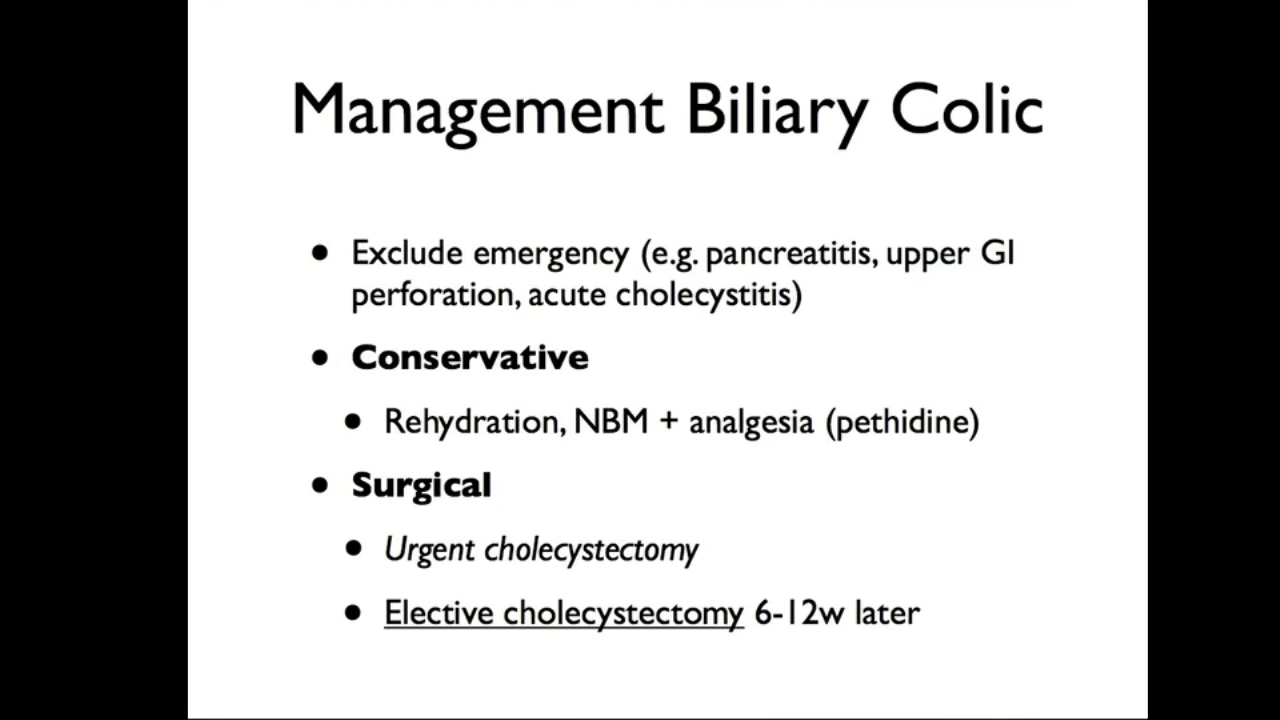 Management Biliary Colic
• Exclude emergency (e.g. pancreatitis, upper GI
perforation, acute cholecystitis)
• Conservative
• Rehydration, NBM + analgesia (pethidine)
• Surgical
• Urgent cholecystectomy
• Elective cholecystectomy 6-12w later